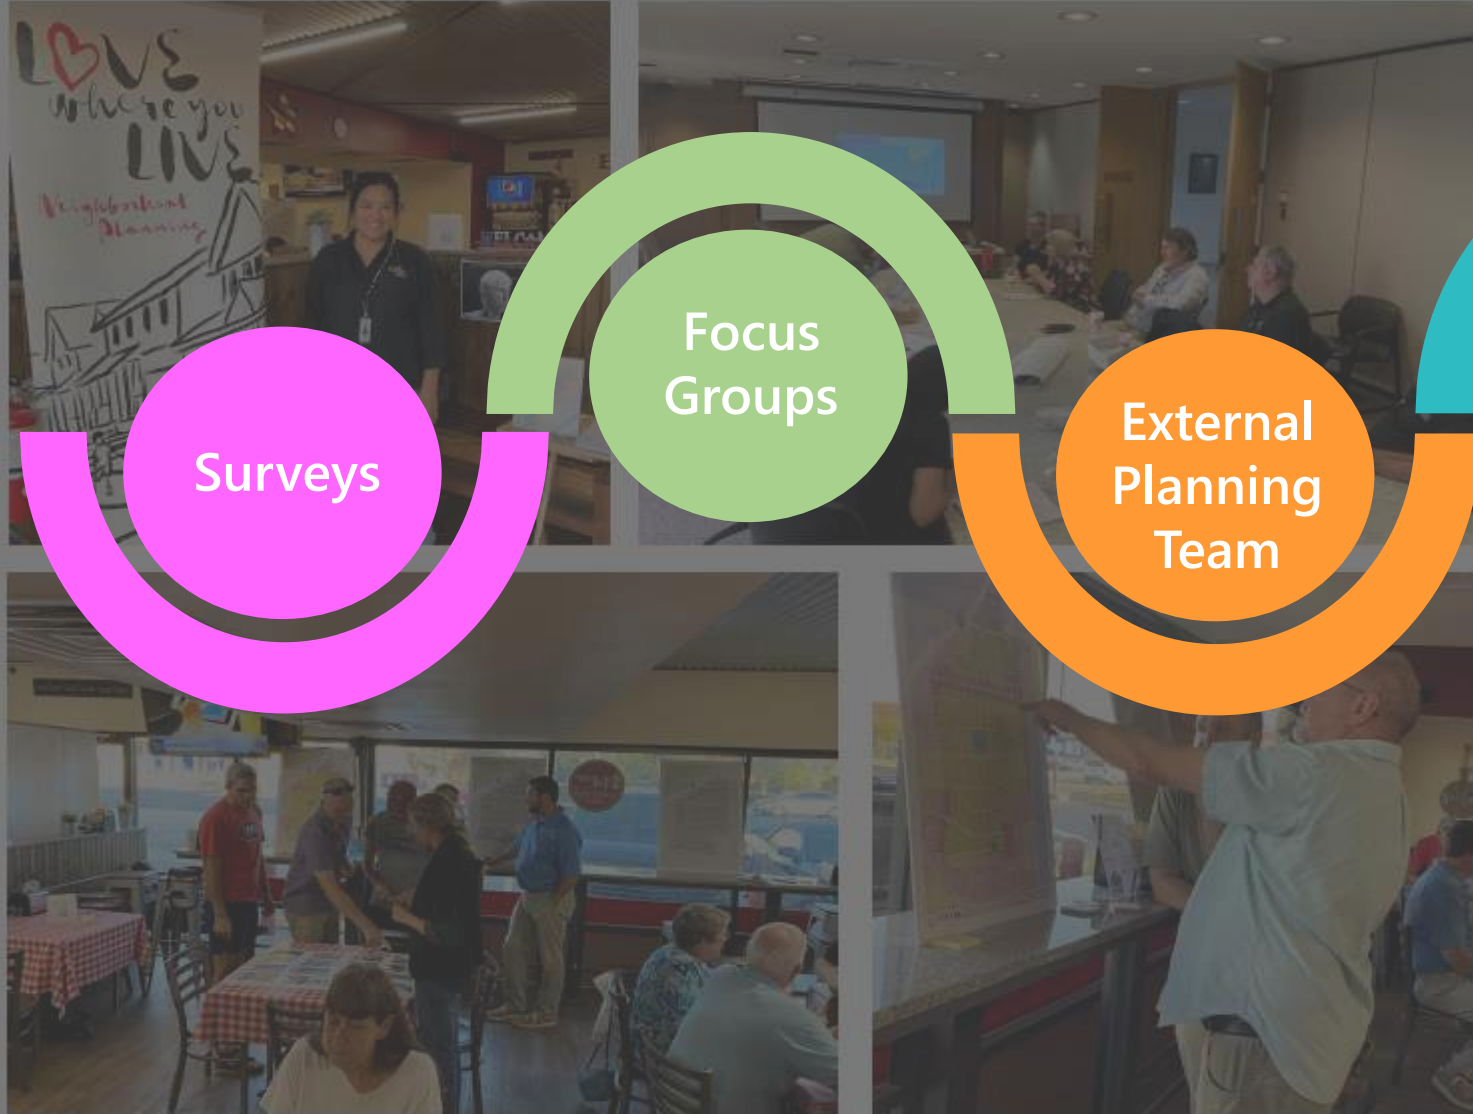 LOVE
where you
LIVE
Neighborhood
Planning
Surveys
Focus
Groups
External
Planning
Team